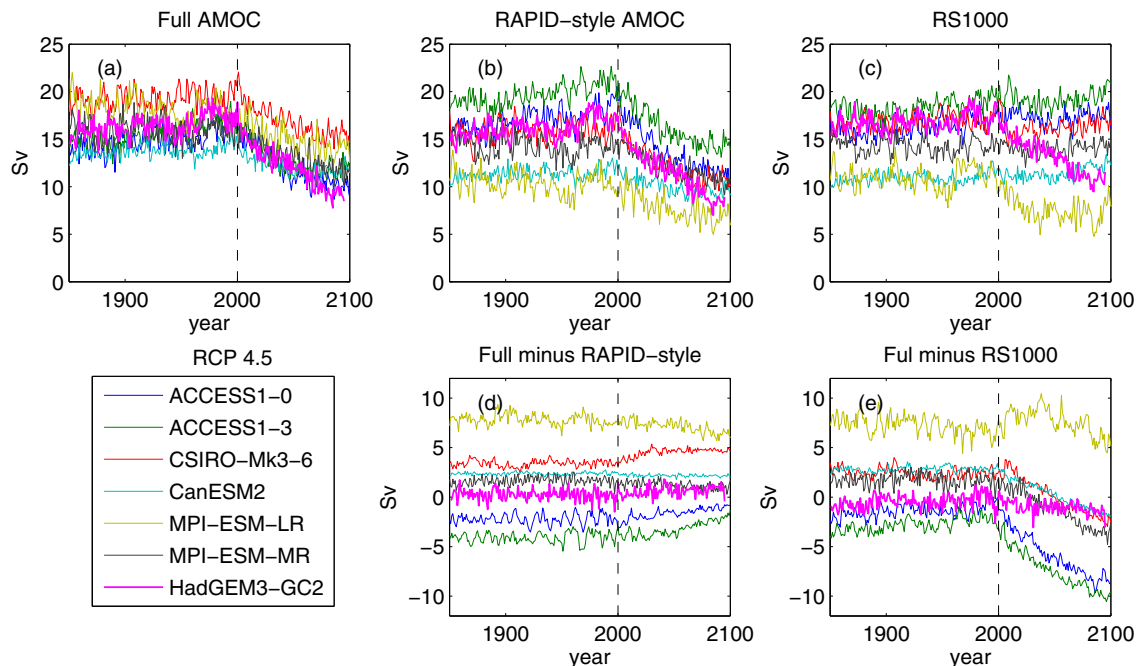 Full AMOC
25
20
15
10
5
0
Sv
(a)
1900
2000
2100
year
RAPID−style AMOC
25
20
15
10
5
0
Sv
(b)
1900
2000
2100
year
RS1000
25
20
15
10
5
0
Sv
(c)
1900
2000
2100
year
RCP 4.5
ACCESS1−0
ACCESS1−3
CSIRO−Mk3−6
CanESM2
MPI−ESM−LR
MPI−ESM−MR
HadGEM3−GC2
Full minus RAPID−style
10
5
0
−5
−10
Sv
(d)
1900
2000
2100
year
Ful minus RS1000
10
5
0
−5
−10
Sv
(e)
1900
2000
2100
year